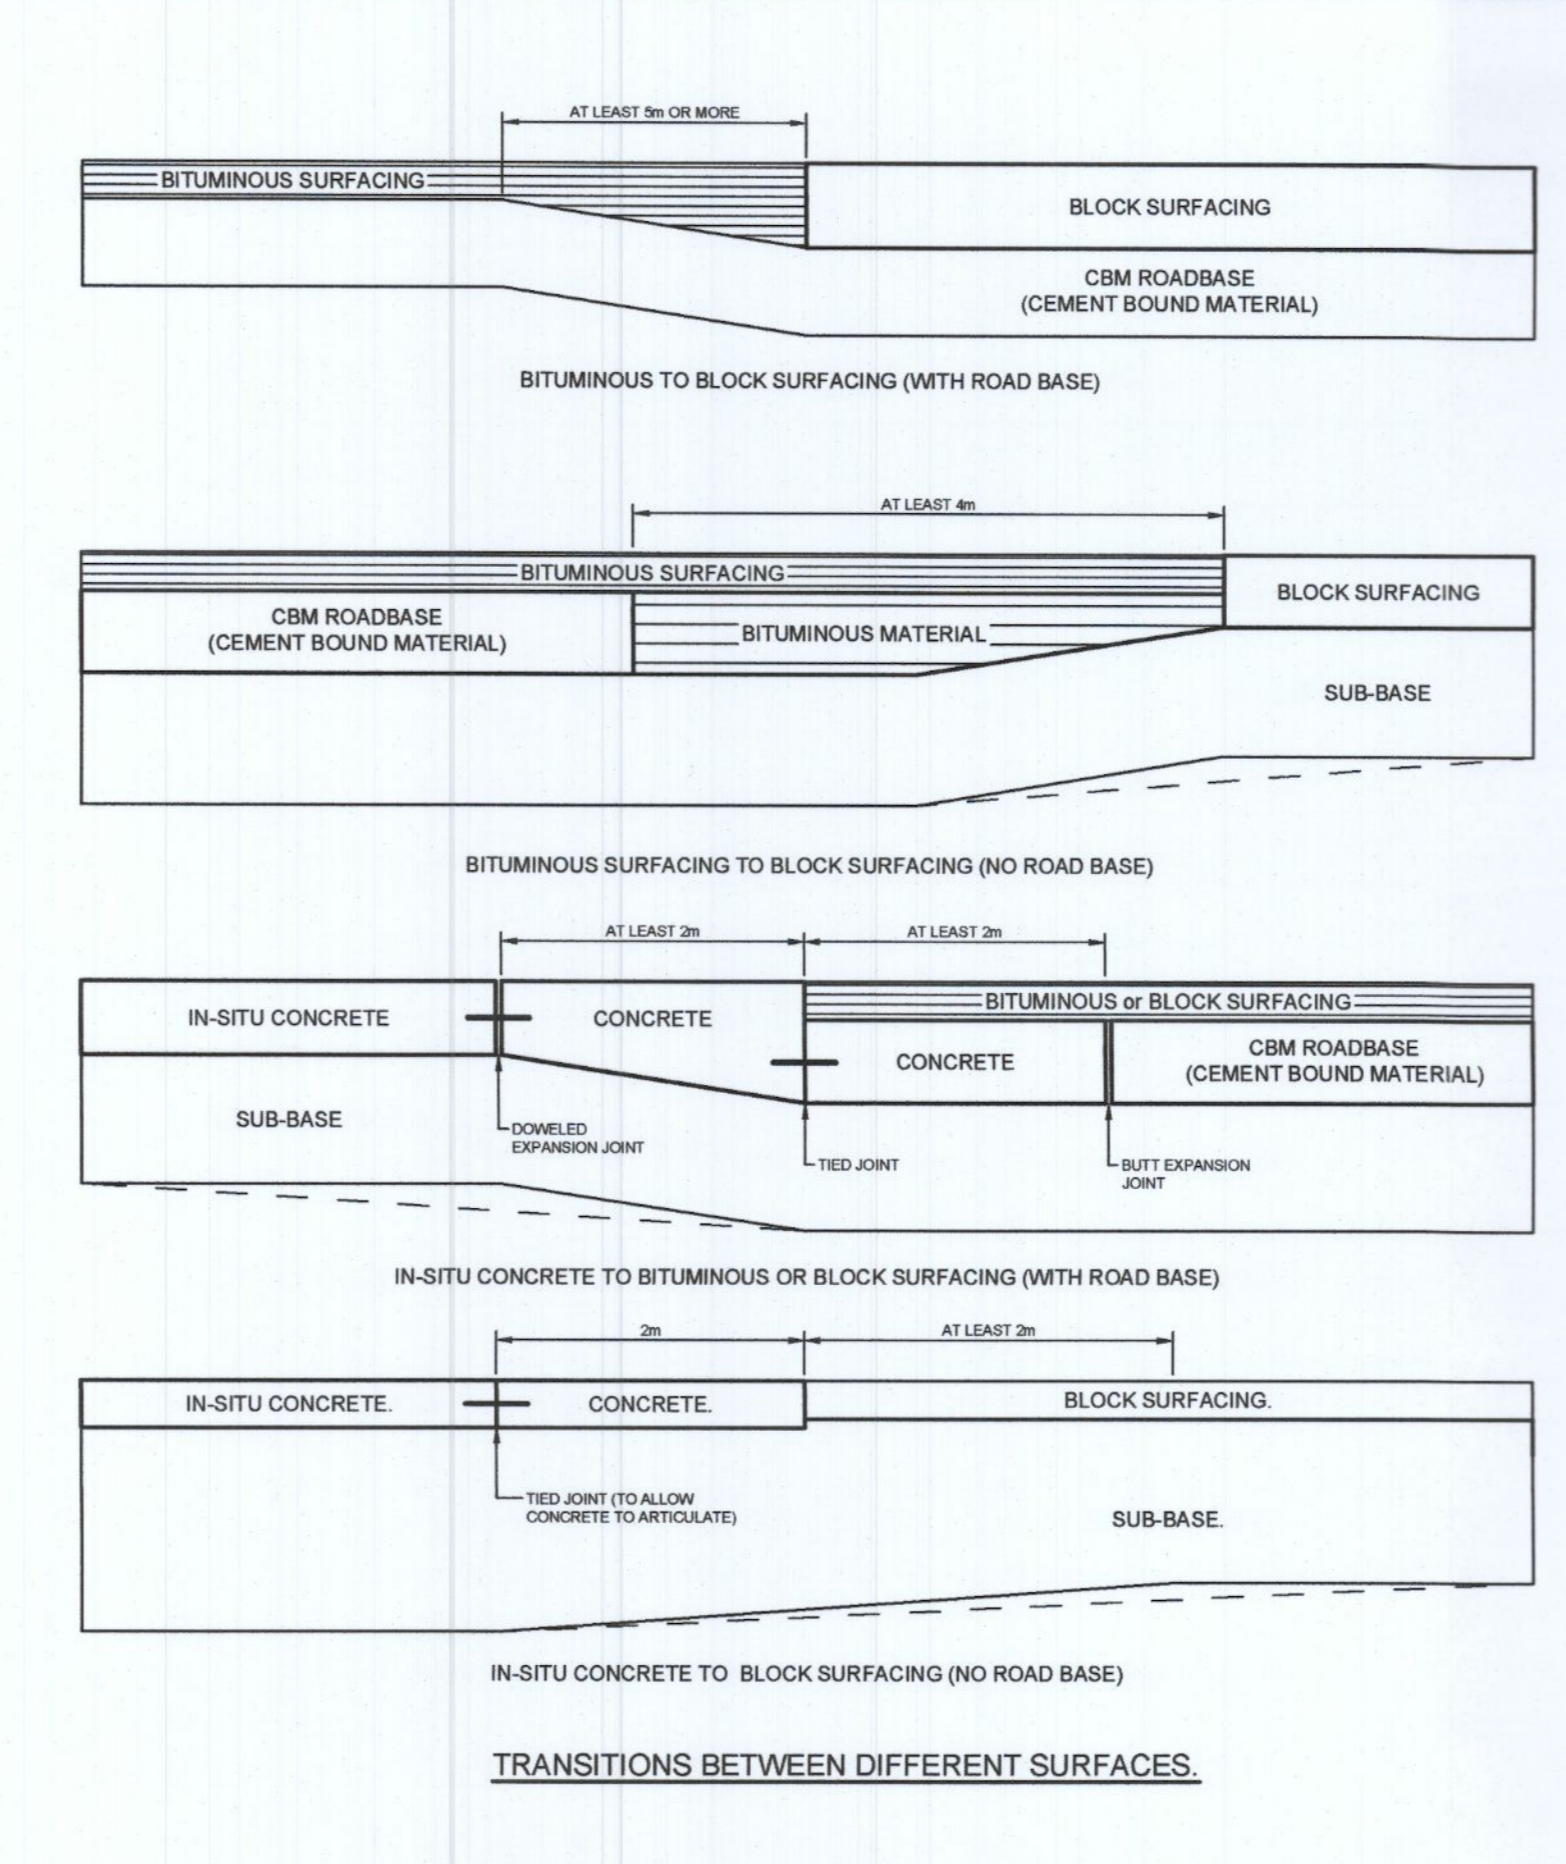 AT LEAST 5m OR MORE
BITUMINOUS SURFACING
BLOCK SURFACING
CBM ROADBASE
(CEMENT BOUND MATERIAL)
BITUMINOUS TO BLOCK SURFACING (WITH ROAD BASE)
AT LEAST 4m
BITUMINOUS SURFACING
BLOCK SURFACING
CBM ROADBASE
(CEMENT BOUND MATERIAL)
BITUMINOUS MATERIAL
SUB-BASE
BITUMINOUS SURFACING TO BLOCK SURFACING (NO ROAD BASE)
AT LEAST 2m
AT LEAST 2m
BITUMINOUS or BLOCK SURFACING
IN-SITU CONCRETE
CONCRETE
CONCRETE
CBM ROADBASE
(CEMENT BOUND MATERIAL)
SUB-BASE
DOWELED
EXPANSION JOINT
TIED JOINT
BUTT EXPANSION
JOINT
IN-SITU CONCRETE TO BITUMINOUS OR BLOCK SURFACING (WITH ROAD BASE)
2m
AT LEAST 2m
IN-SITU CONCRETE.
CONCRETE.
BLOCK SURFACING.
TIED JOINT (TO ALLOW
CONCRETE TO ARTICULATE)
SUB-BASE.
IN-SITU CONCRETE TO BLOCK SURFACING (NO ROAD BASE)
TRANSITIONS BETWEEN DIFFERENT SURFACES.